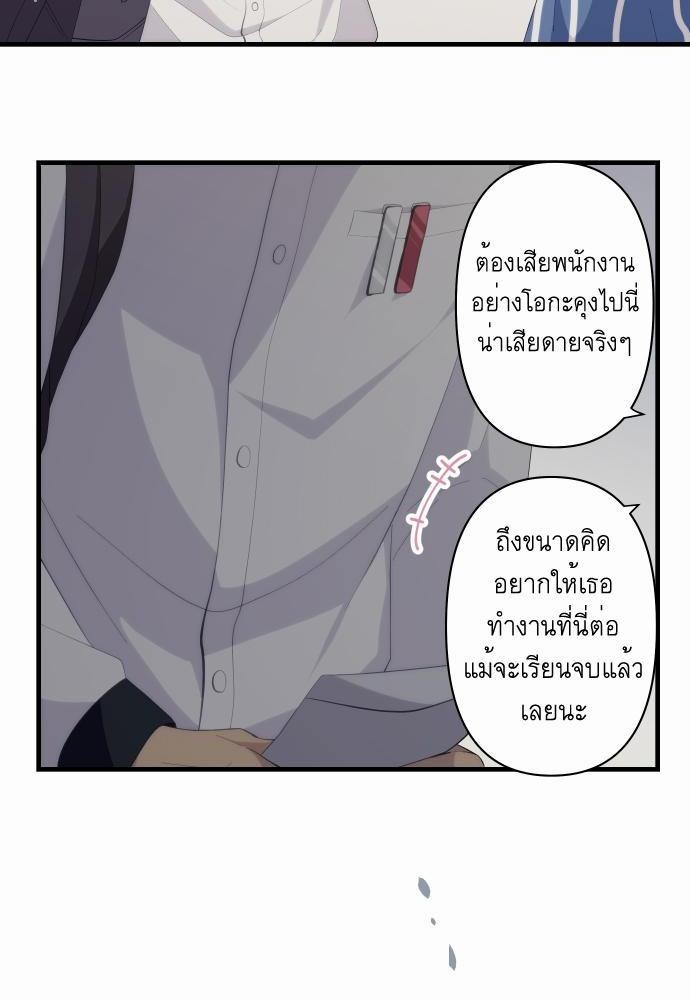 ต้องเสียพนักงาน
อย่างโอกะคุงไปนี่
น่าเสียดายจริงๆ
ถึงขนาดคิด
อยากให้เธอ
ทำงานที่นี่ต่อ
แม้จะเรียนจบแล้ว
เลยนะ